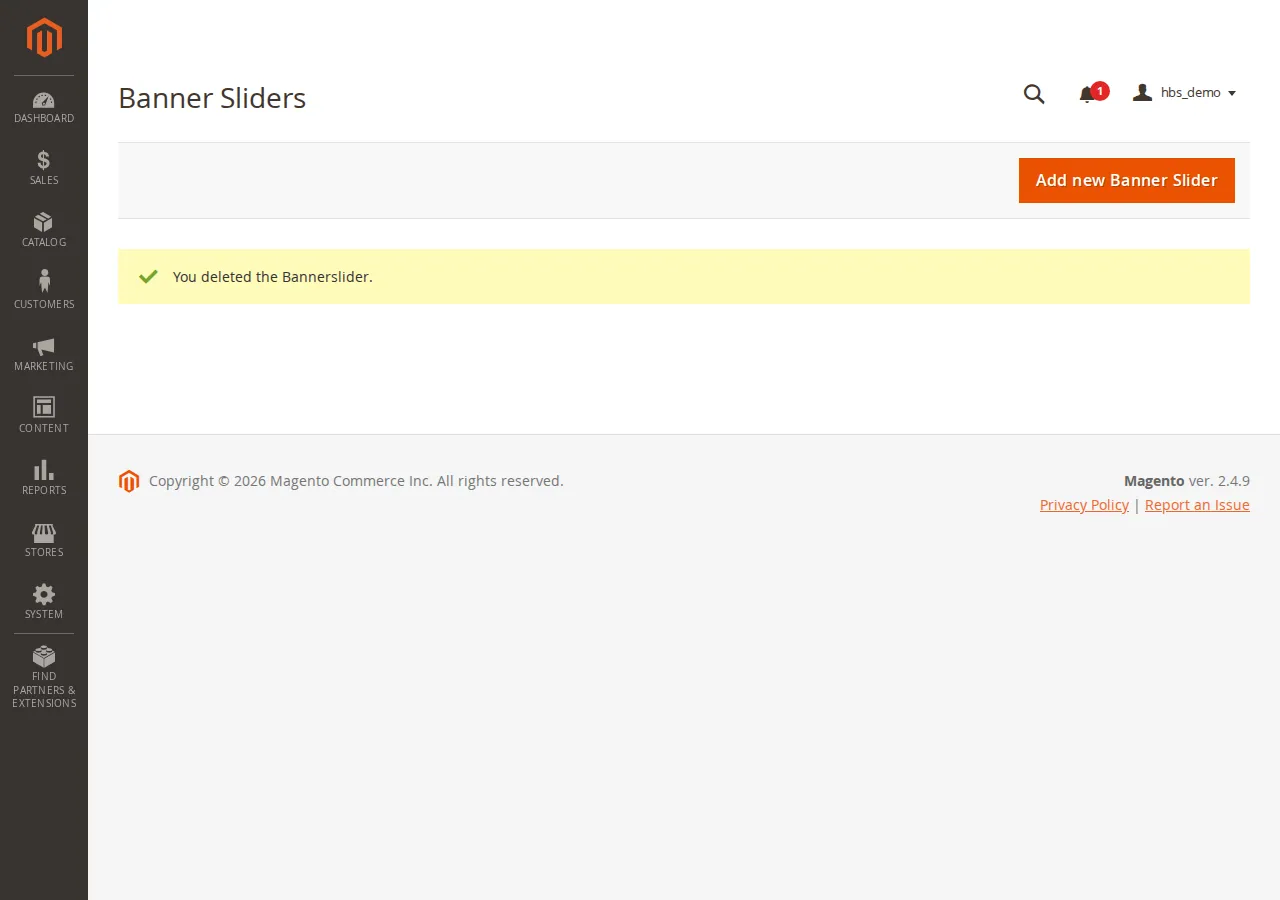 Banner Sliders
1
hbs_demo
DASHBOARD
SALES
CATALOG
CUSTOMERS
MARKETING
CONTENT
REPORTS
STORES
SYSTEM
FIND
PARTNERS &
EXTENSIONS
Add new Banner Slider
You deleted the Bannerslider.
Copyright © 2026 Magento Commerce Inc. All rights reserved.
Magento ver. 2.4.9
Privacy Policy | Report an Issue